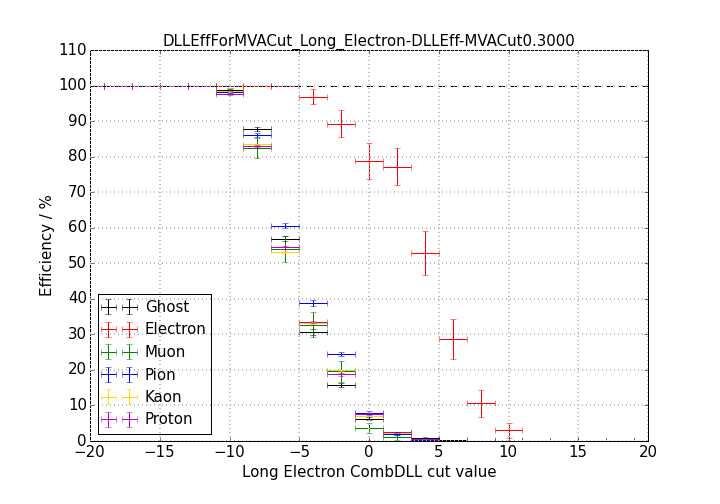 DLLEffForMVACut_Long_Electron-DLLEff-MVACut0.3000
110
100
90
80
70
60
50
40
30
20
10
0
Efficiency / %
Ghost
Electron
Muon
Pion
Kaon
Proton
−20 −15 −10 −5 0 5 10 15 20
Long Electron CombDLL cut value